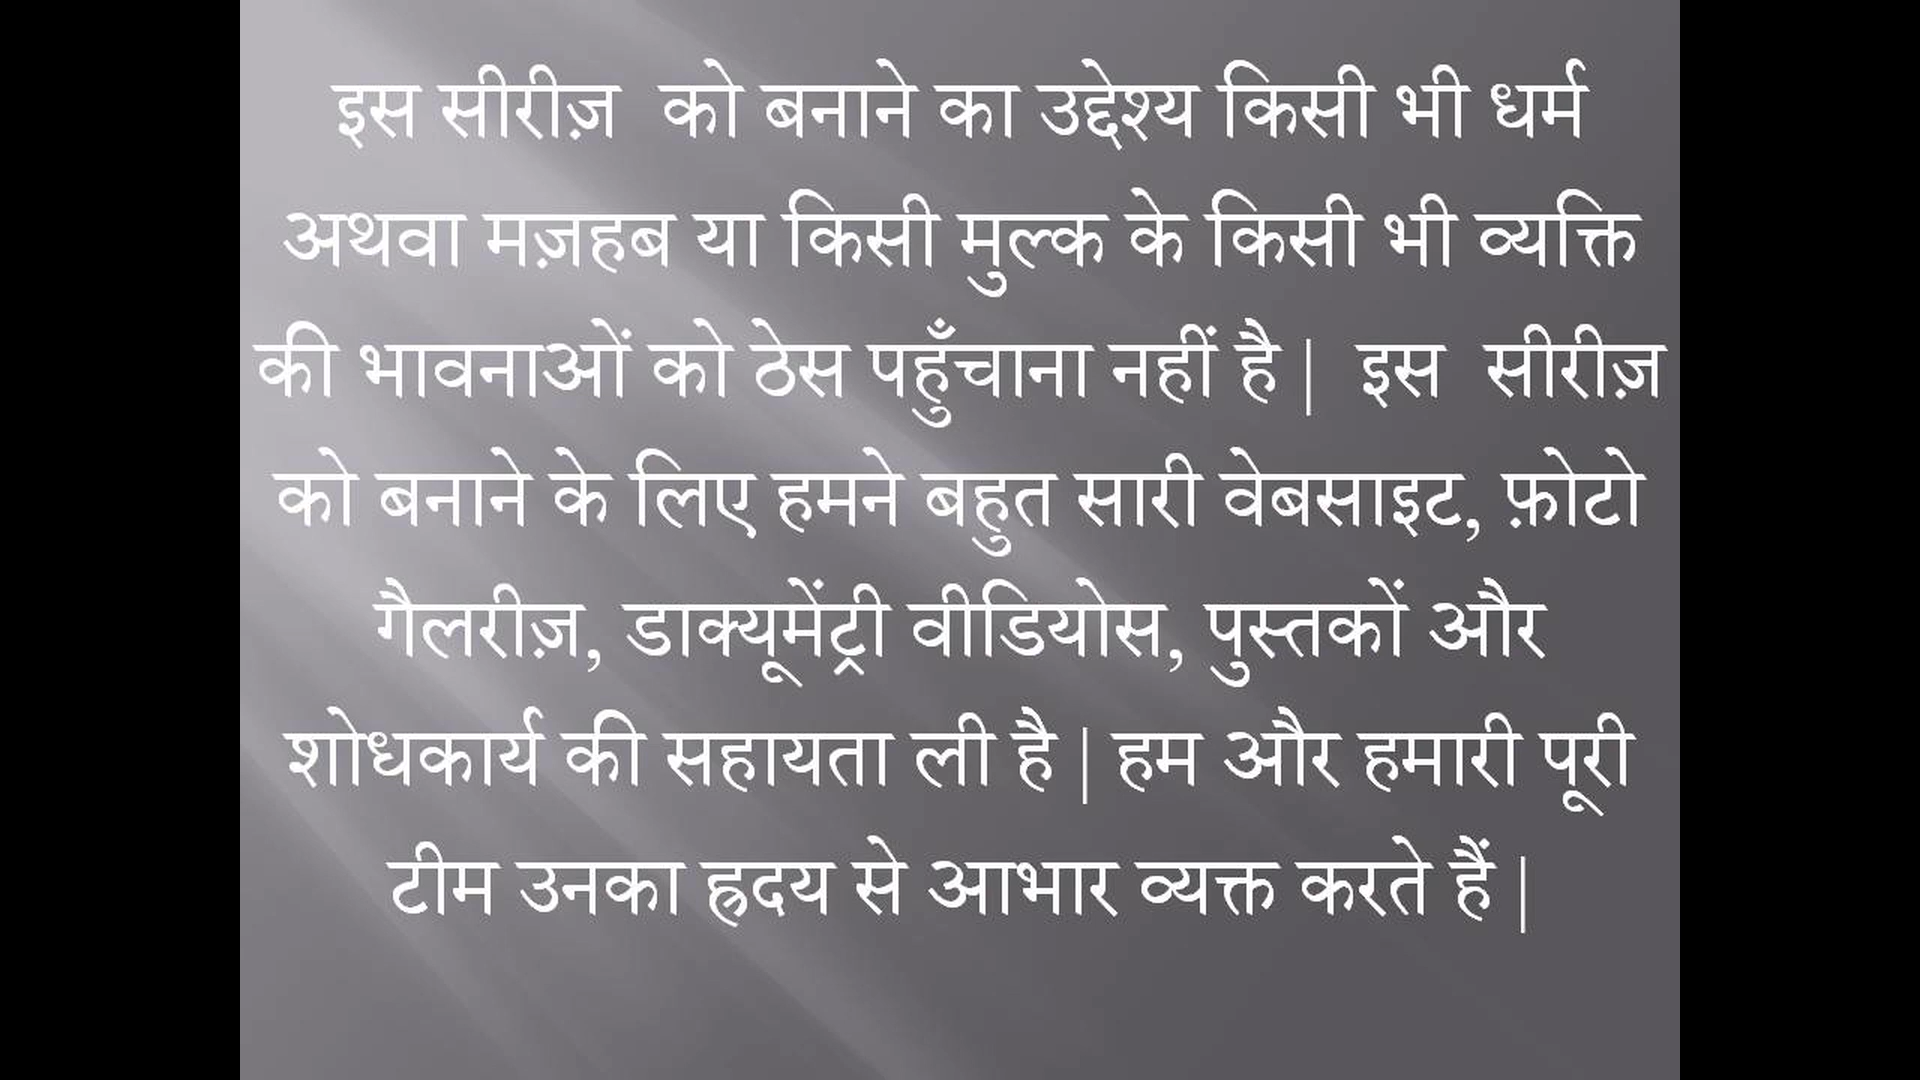 इस सीरीज़ को बनाने का उद्देश्य किसी भी धर्म
अथवा मज़हब या किसी मुल्क के किसी भी व्यक्ति
की भावनाओं को ठेस पहुँचाना नहीं है | इस सीरीज़
को बनाने के लिए हमने बहुत सारी वेबसाइट, फ़ोटो
गैलरीज़, डाक्यूमेंट्री वीडियोस, पुस्तकों और
शोधकार्य की सहायता ली है | हम और हमारी पूरी
टीम उनका ह्रदय से आभार व्यक्त करते हैं |